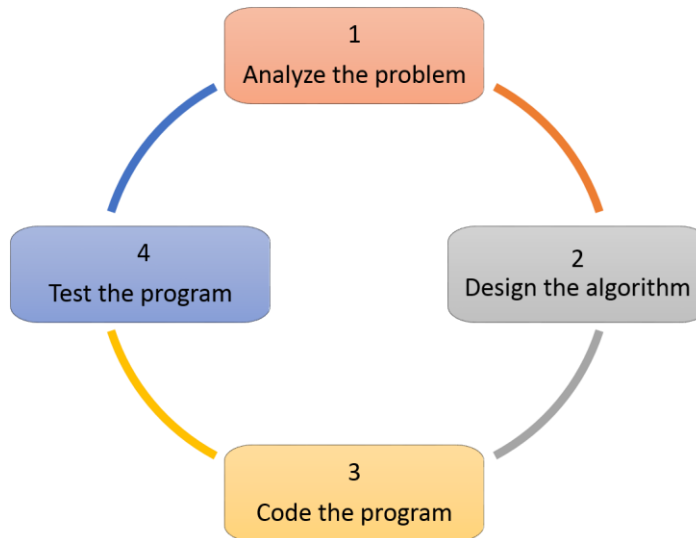 1
Analyze the problem
2
Design the algorithm
3
Code the program
4
Test the program